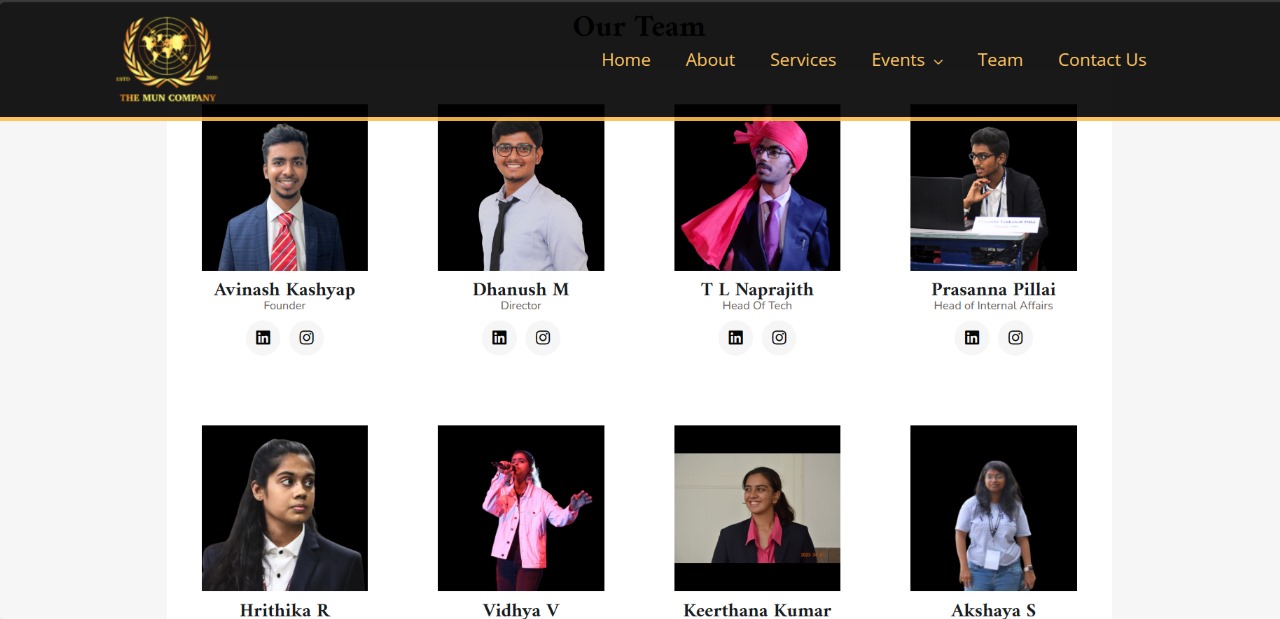 Our Team
ESTD 2020
THE MUN COMPANY
Home About Services Events Team Contact Us
Avinash Kashyap
Founder
Dhanush M
Director
T L Naprajith
Head Of Tech
Prasanna Pillai
Head of Internal Affairs
Hrithika R
Vidhya V
Keerthana Kumar
Akshaya S